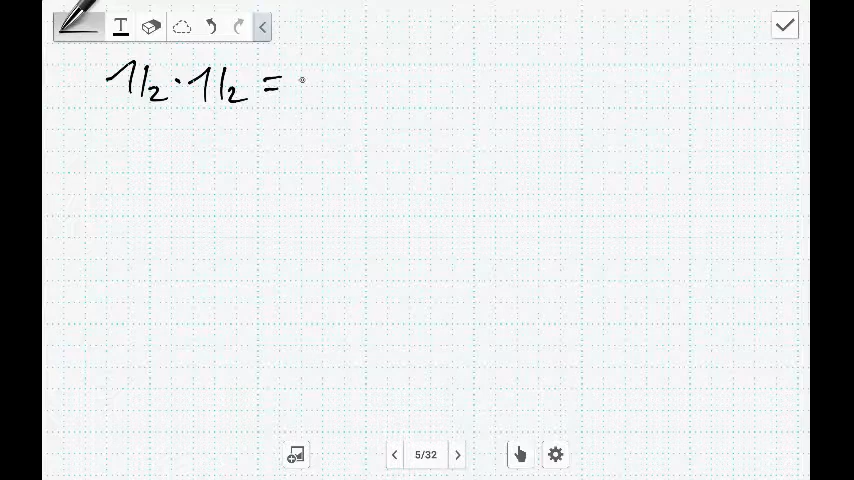 T
1/2 · 1/2 =
5/32